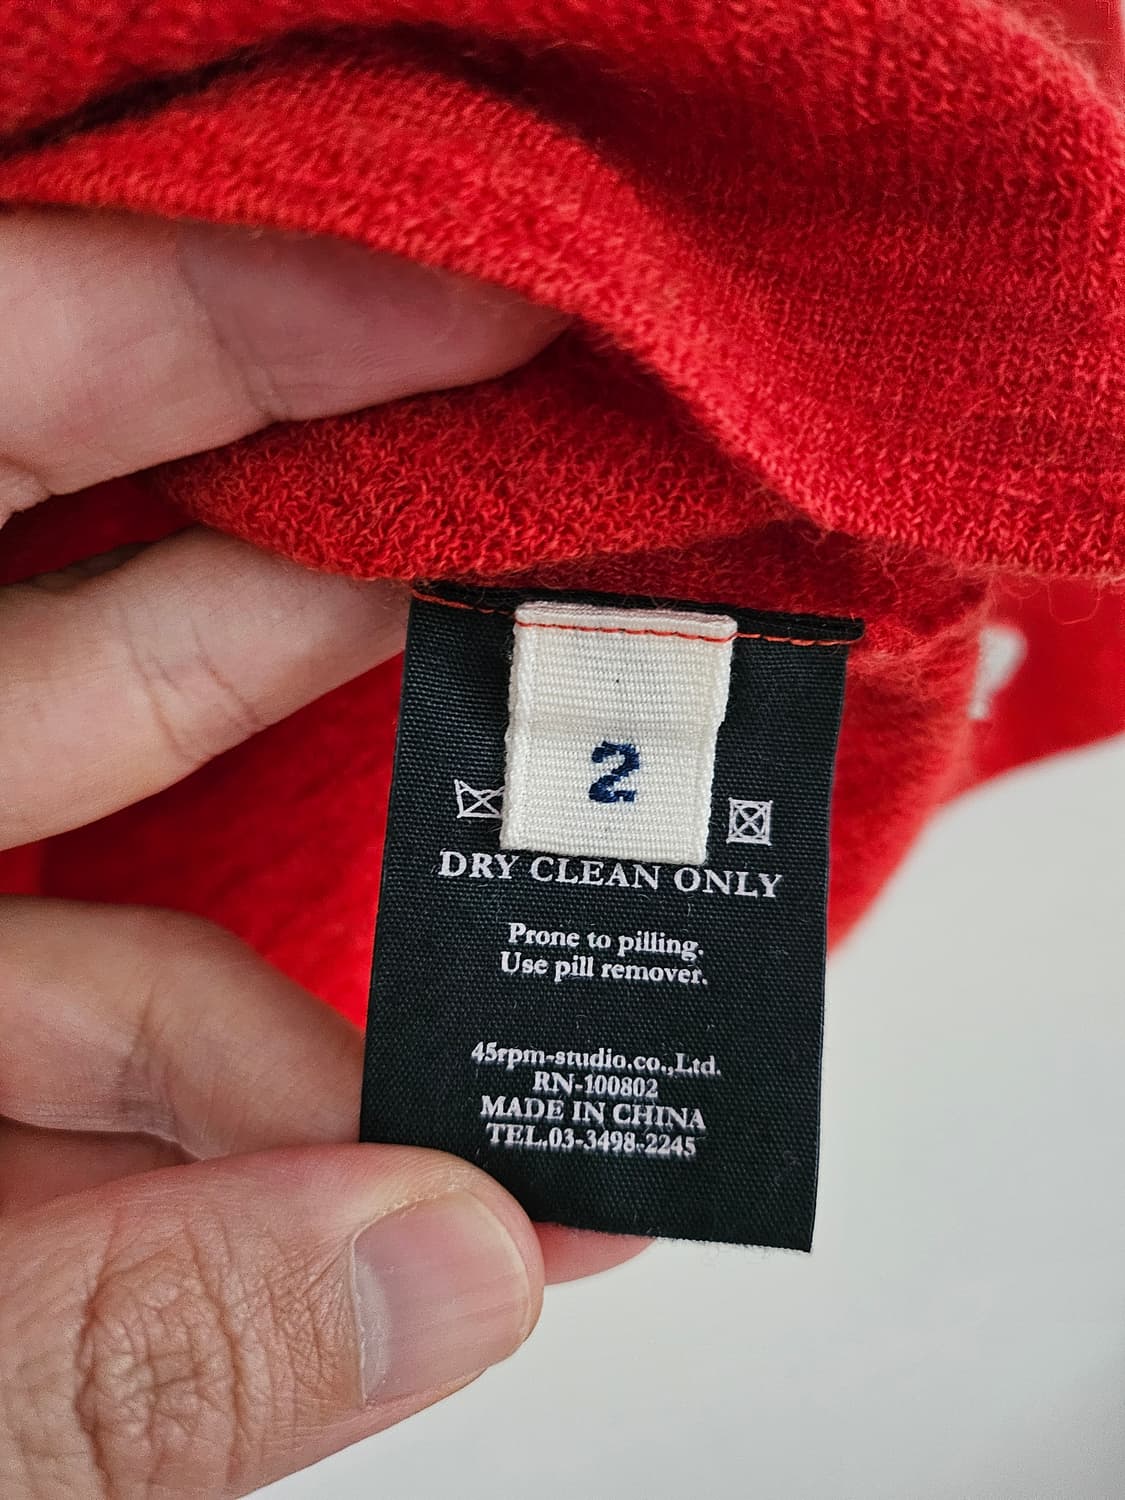 2
DRY CLEAN ONLY
Prone to pilling.
Use pill remover.
45rpm-studio.co.,Ltd.
RN-100802
MADE IN CHINA
TEL.03-3498-2245